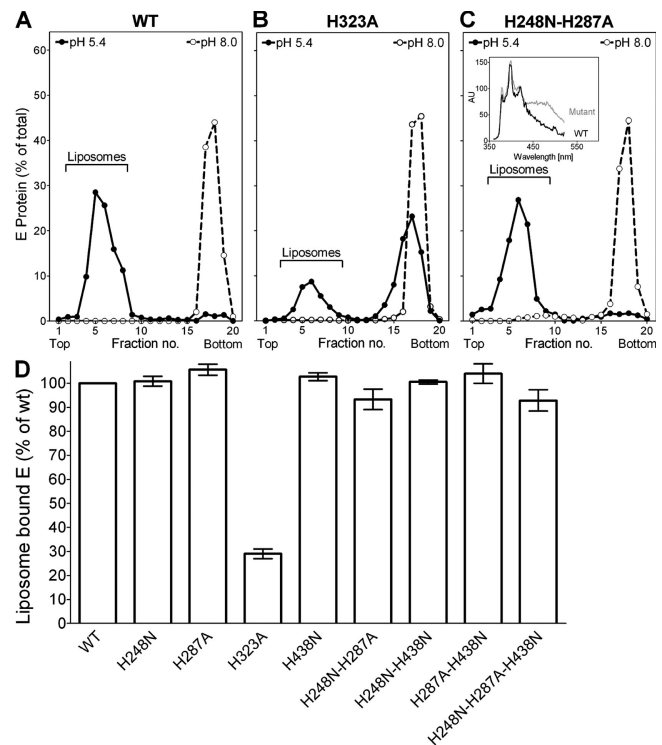 A WT B H323A C H248N-H287A
pH 5.4 pH 8.0 pH 5.4 pH 8.0 pH 5.4 pH 8.0
E Protein (% of total)
60
50
40
30
20
10
0
Liposomes
Liposomes
Liposomes
AU
150
100
50
0
350 450 550
Wavelength [nm]
Mutant
WT
1 5 10 15 20 1 5 10 15 20 1 5 10 15 20
Top Fraction no. Bottom Top Fraction no. Bottom Top Fraction no. Bottom
D
Liposome bound E (% of wt)
100
90
80
70
60
50
40
30
20
10
0
WT
H248N
H287A
H323A
H438N
H248N-H287A
H248N-H438N
H287A-H438N
H248N-H287A-H438N